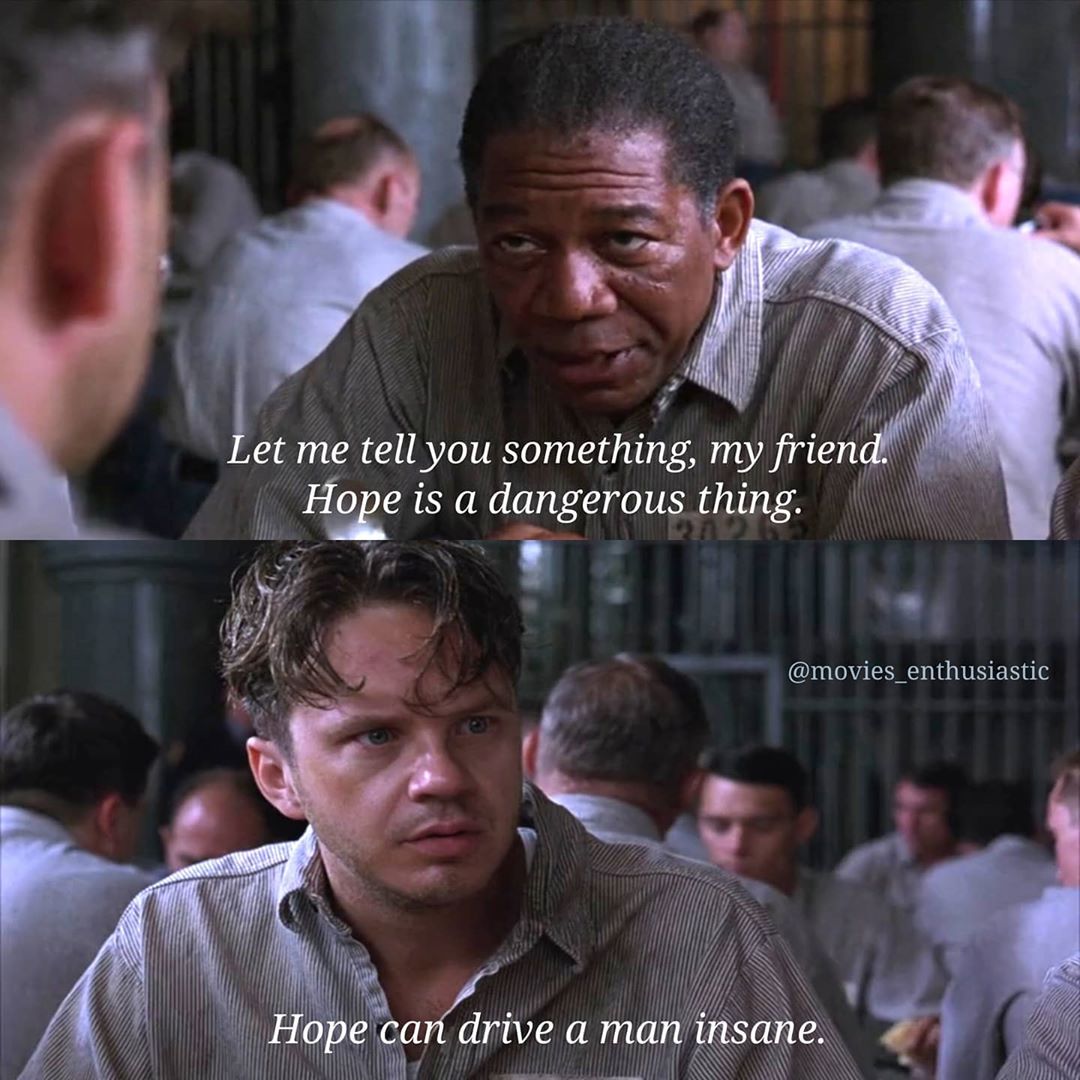 Let me tell you something, my friend.
Hope is a dangerous thing.
@movies_enthusiastic
Hope can drive a man insane.